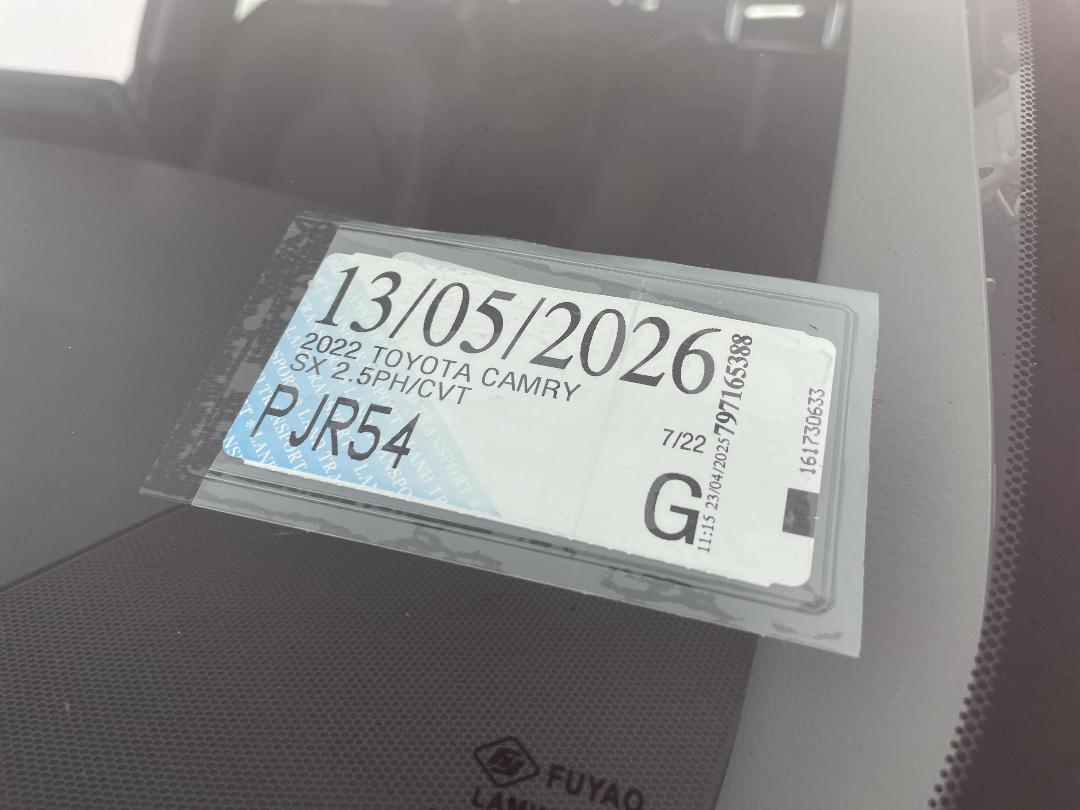 13/05/2026
2022 TOYOTA CAMRY
SX 2.5PH/CVT
PJR54
7/22
G
11:15 23/04/2025 797165388
161730633
FUYAO